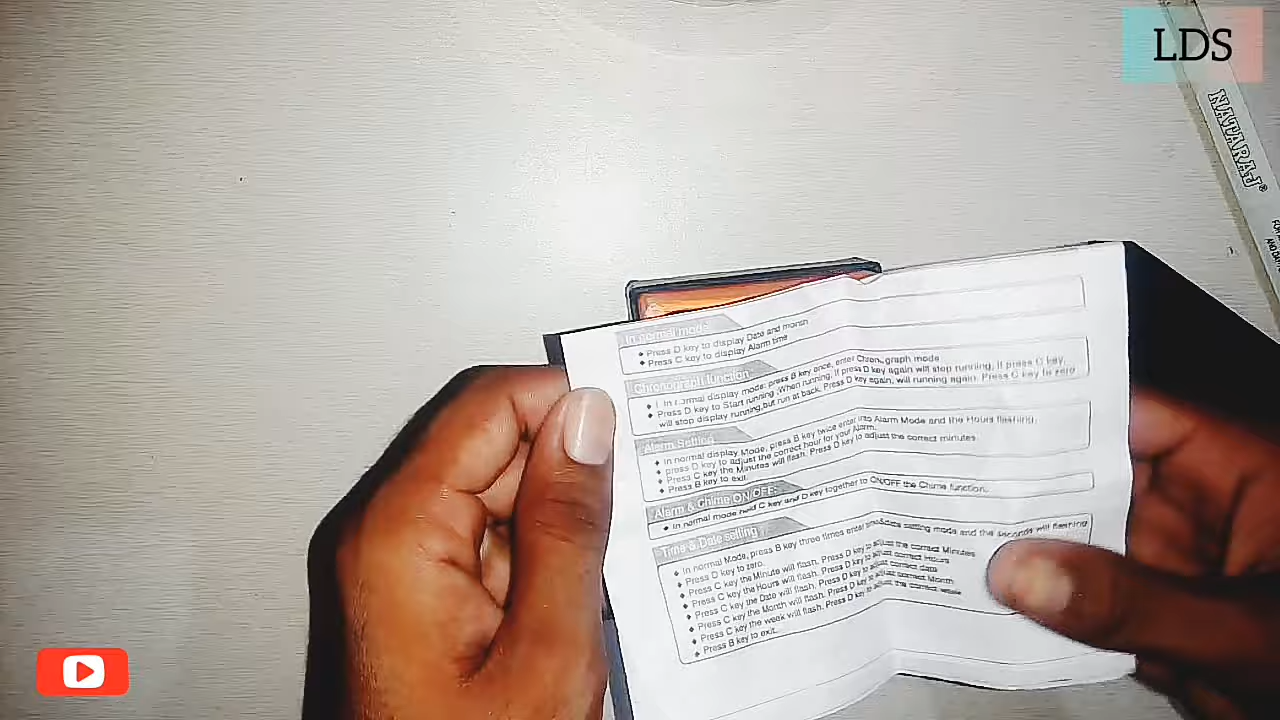 LDS
NATARAJ®
In normal mode
◆ Press D key to display Date and month
◆ Press C key to display Alarm time
Chronograph function
◆ In normal display mode: press B key once, enter Chronograph mode
◆ Press D key to Start running. When running, if press D key again will stop running, if press C key,
will stop display running, but run at back. Press D key again, will running again. Press C key to zero
Alarm Setting
◆ In normal display Mode, press B key twice enter into Alarm Mode and the Hours flashing.
◆ press D key to adjust the correct hour for your Alarm.
◆ Press C key the Minutes will flash. Press D key to adjust the correct minutes
◆ Press B key to exit.
Alarm & Chime ON/OFF:
◆ In normal mode hold C key and D key together to ON/OFF the Chime function.
Time & Date setting
◆ In normal Mode, press B key three times enter setting mode and the seconds will flashing
◆ Press D key to zero.
◆ Press C key the Minute will flash. Press D key to adjust the correct Minutes
◆ Press C key the Hours will flash. Press D key to adjust correct Hours
◆ Press C key the Date will flash. Press D key to adjust correct date
◆ Press C key the Month will flash. Press D key to adjust correct Month
◆ Press C key the week will flash. Press D key to adjust the correct week
◆ Press B key to exit.